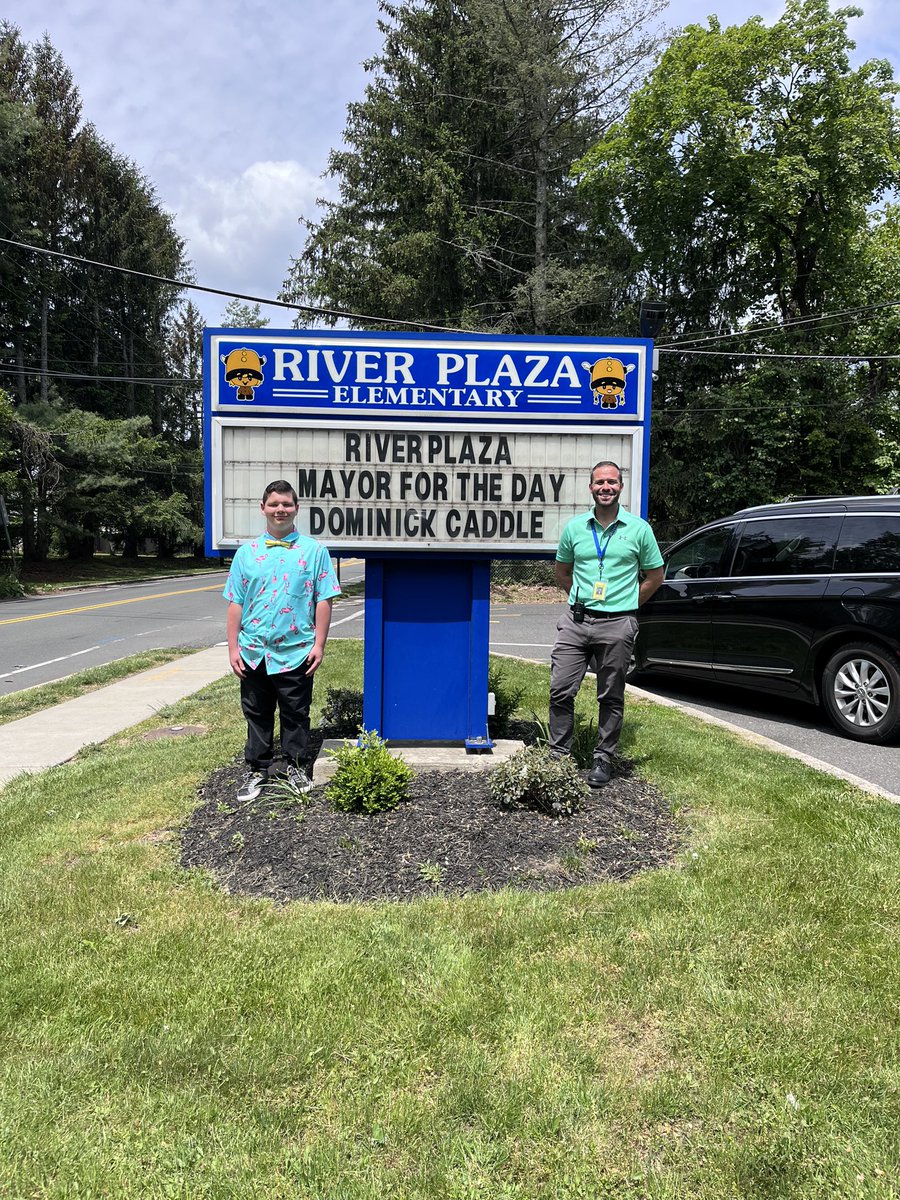 RIVER PLAZA
ELEMENTARY
RIVER PLAZA
MAYOR FOR THE DAY
DOMINICK CADDLE